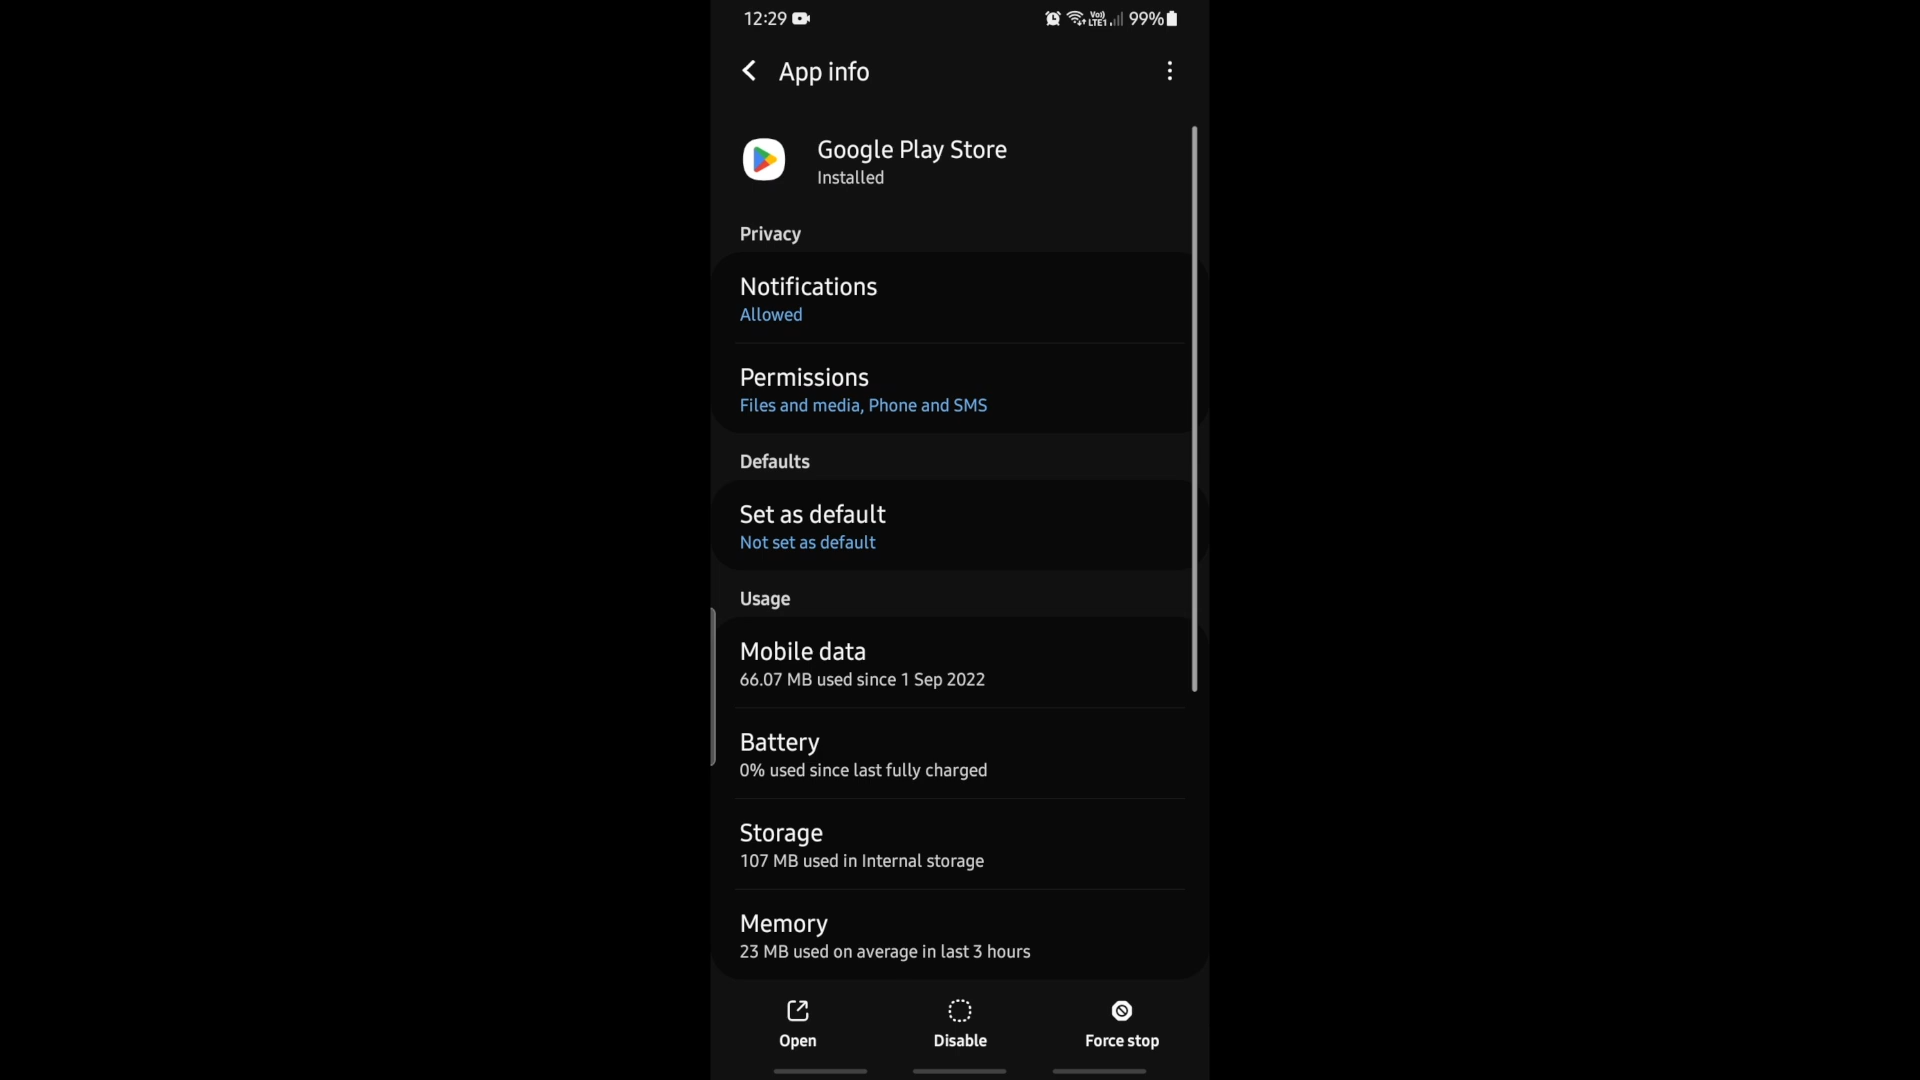 12:29
Vo)) LTE1 99%
App info
Google Play Store
Installed
Privacy
Notifications
Allowed
Permissions
Files and media, Phone and SMS
Defaults
Set as default
Not set as default
Usage
Mobile data
66.07 MB used since 1 Sep 2022
Battery
0% used since last fully charged
Storage
107 MB used in Internal storage
Memory
23 MB used on average in last 3 hours
Open
Disable
Force stop